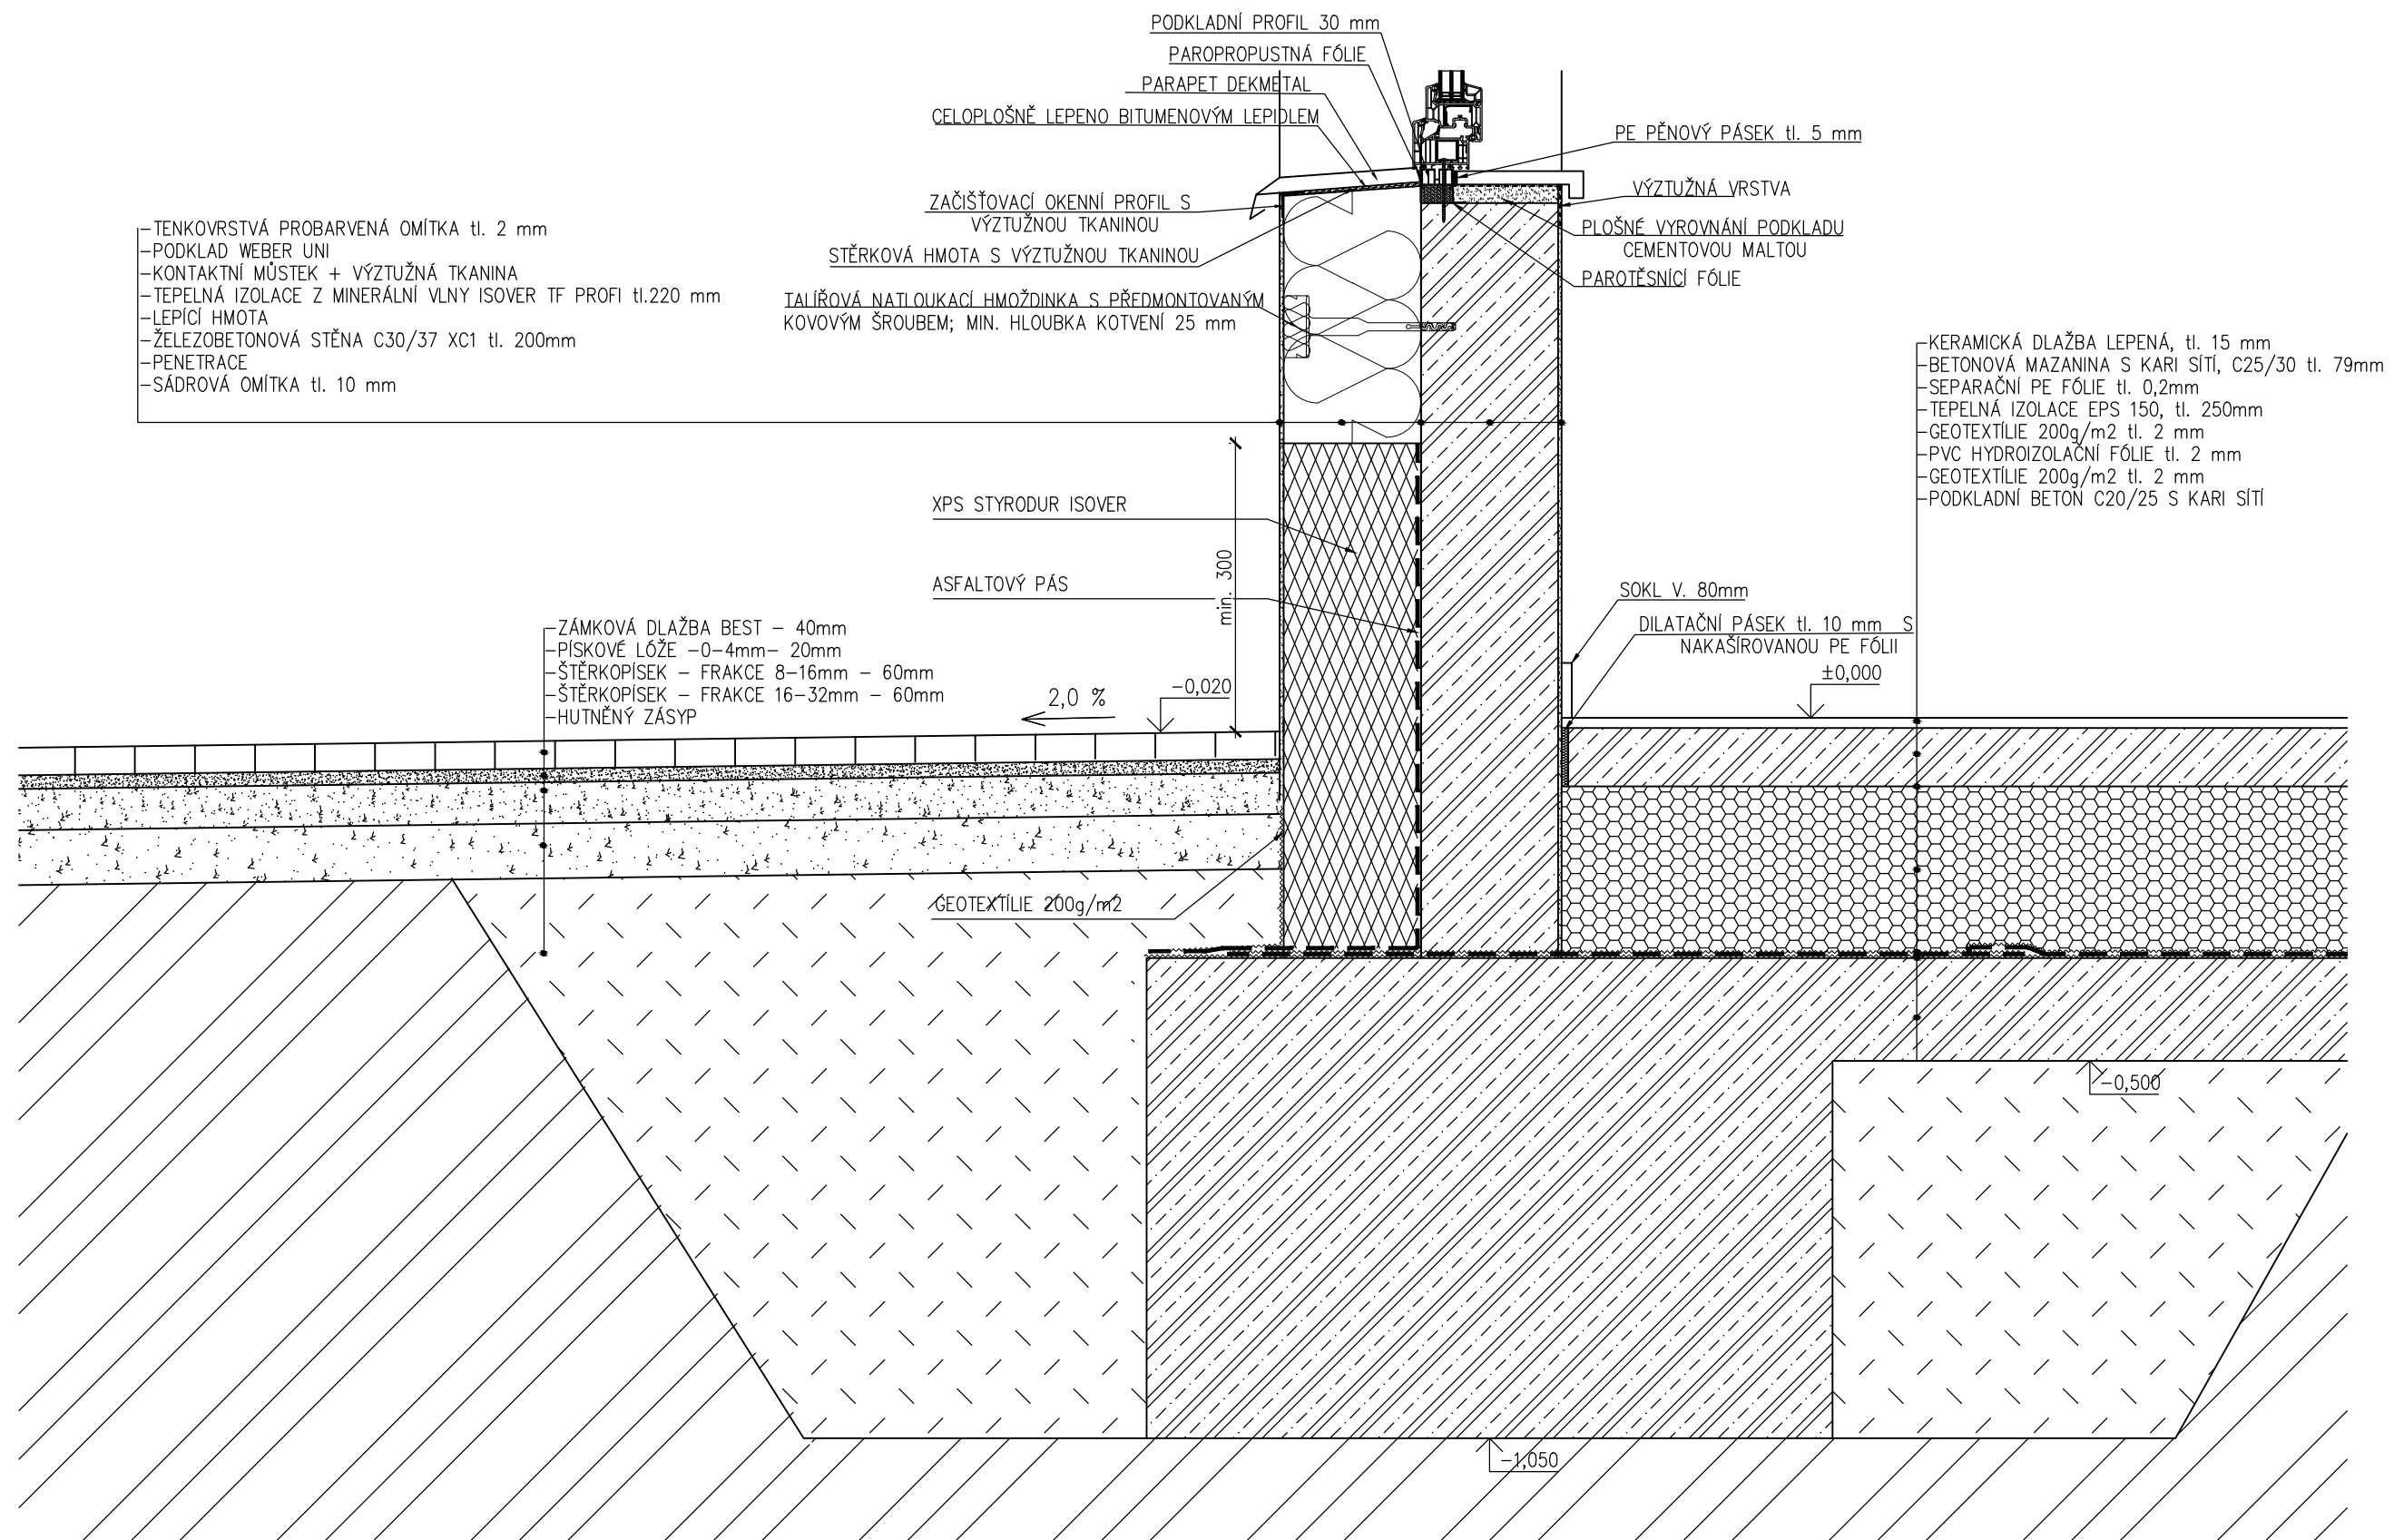 PODKLADNÍ PROFIL 30 mm
PAROPROPUSTNÁ FÓLIE
PARAPET DEKMETAL
CELOPLOŠNĚ LEPENO BITUMENOVÝM LEPIDLEM
PE PĚNOVÝ PÁSEK tl. 5 mm
ZAČIŠŤOVACÍ OKENNÍ PROFIL S
VÝZTUŽNOU TKANINOU
VÝZTUŽNÁ VRSTVA
PLOŠNÉ VYROVNÁNÍ PODKLADU
CEMENTOVOU MALTOU
PAROTĚSNÍCÍ FÓLIE
STĚRKOVÁ HMOTA S VÝZTUŽNOU TKANINOU
TALÍŘOVÁ NATLOUKACÍ HMOŽDINKA S PŘEDMONTOVANÝM
KOVOVÝM ŠROUBEM; MIN. HLOUBKA KOTVENÍ 25 mm
-TENKOVRSTVÁ PROBARVENÁ OMÍTKA tl. 2 mm
-PODKLAD WEBER UNI
-KONTAKTNÍ MŮSTEK + VÝZTUŽNÁ TKANINA
-TEPELNÁ IZOLACE Z MINERÁLNÍ VLNY ISOVER TF PROFI tl.220 mm
-LEPÍCÍ HMOTA
-ŽELEZOBETONOVÁ STĚNA C30/37 XC1 tl. 200mm
-PENETRACE
-SÁDROVÁ OMÍTKA tl. 10 mm
-KERAMICKÁ DLAŽBA LEPENÁ, tl. 15 mm
-BETONOVÁ MAZANINA S KARI SÍTÍ, C25/30 tl. 79mm
-SEPARAČNÍ PE FÓLIE tl. 0,2mm
-TEPELNÁ IZOLACE EPS 150, tl. 250mm
-GEOTEXTÍLIE 200g/m2 tl. 2 mm
-PVC HYDROIZOLAČNÍ FÓLIE tl. 2 mm
-GEOTEXTÍLIE 200g/m2 tl. 2 mm
-PODKLADNÍ BETON C20/25 S KARI SÍTÍ
XPS STYRODUR ISOVER
min. 300
ASFALTOVÝ PÁS
SOKL V. 80mm
DILATAČNÍ PÁSEK tl. 10 mm S
NAKAŠÍROVANOU PE FÓLII
±0,000
-ZÁMKOVÁ DLAŽBA BEST - 40mm
-PÍSKOVÉ LÓŽE -0-4mm- 20mm
-ŠTĚRKOPÍSEK - FRAKCE 8-16mm - 60mm
-ŠTĚRKOPÍSEK - FRAKCE 16-32mm - 60mm
-HUTNĚNÝ ZÁSYP
2,0 %
-0,020
GEOTEXTÍLIE 200g/m2
-0,500
-1,050